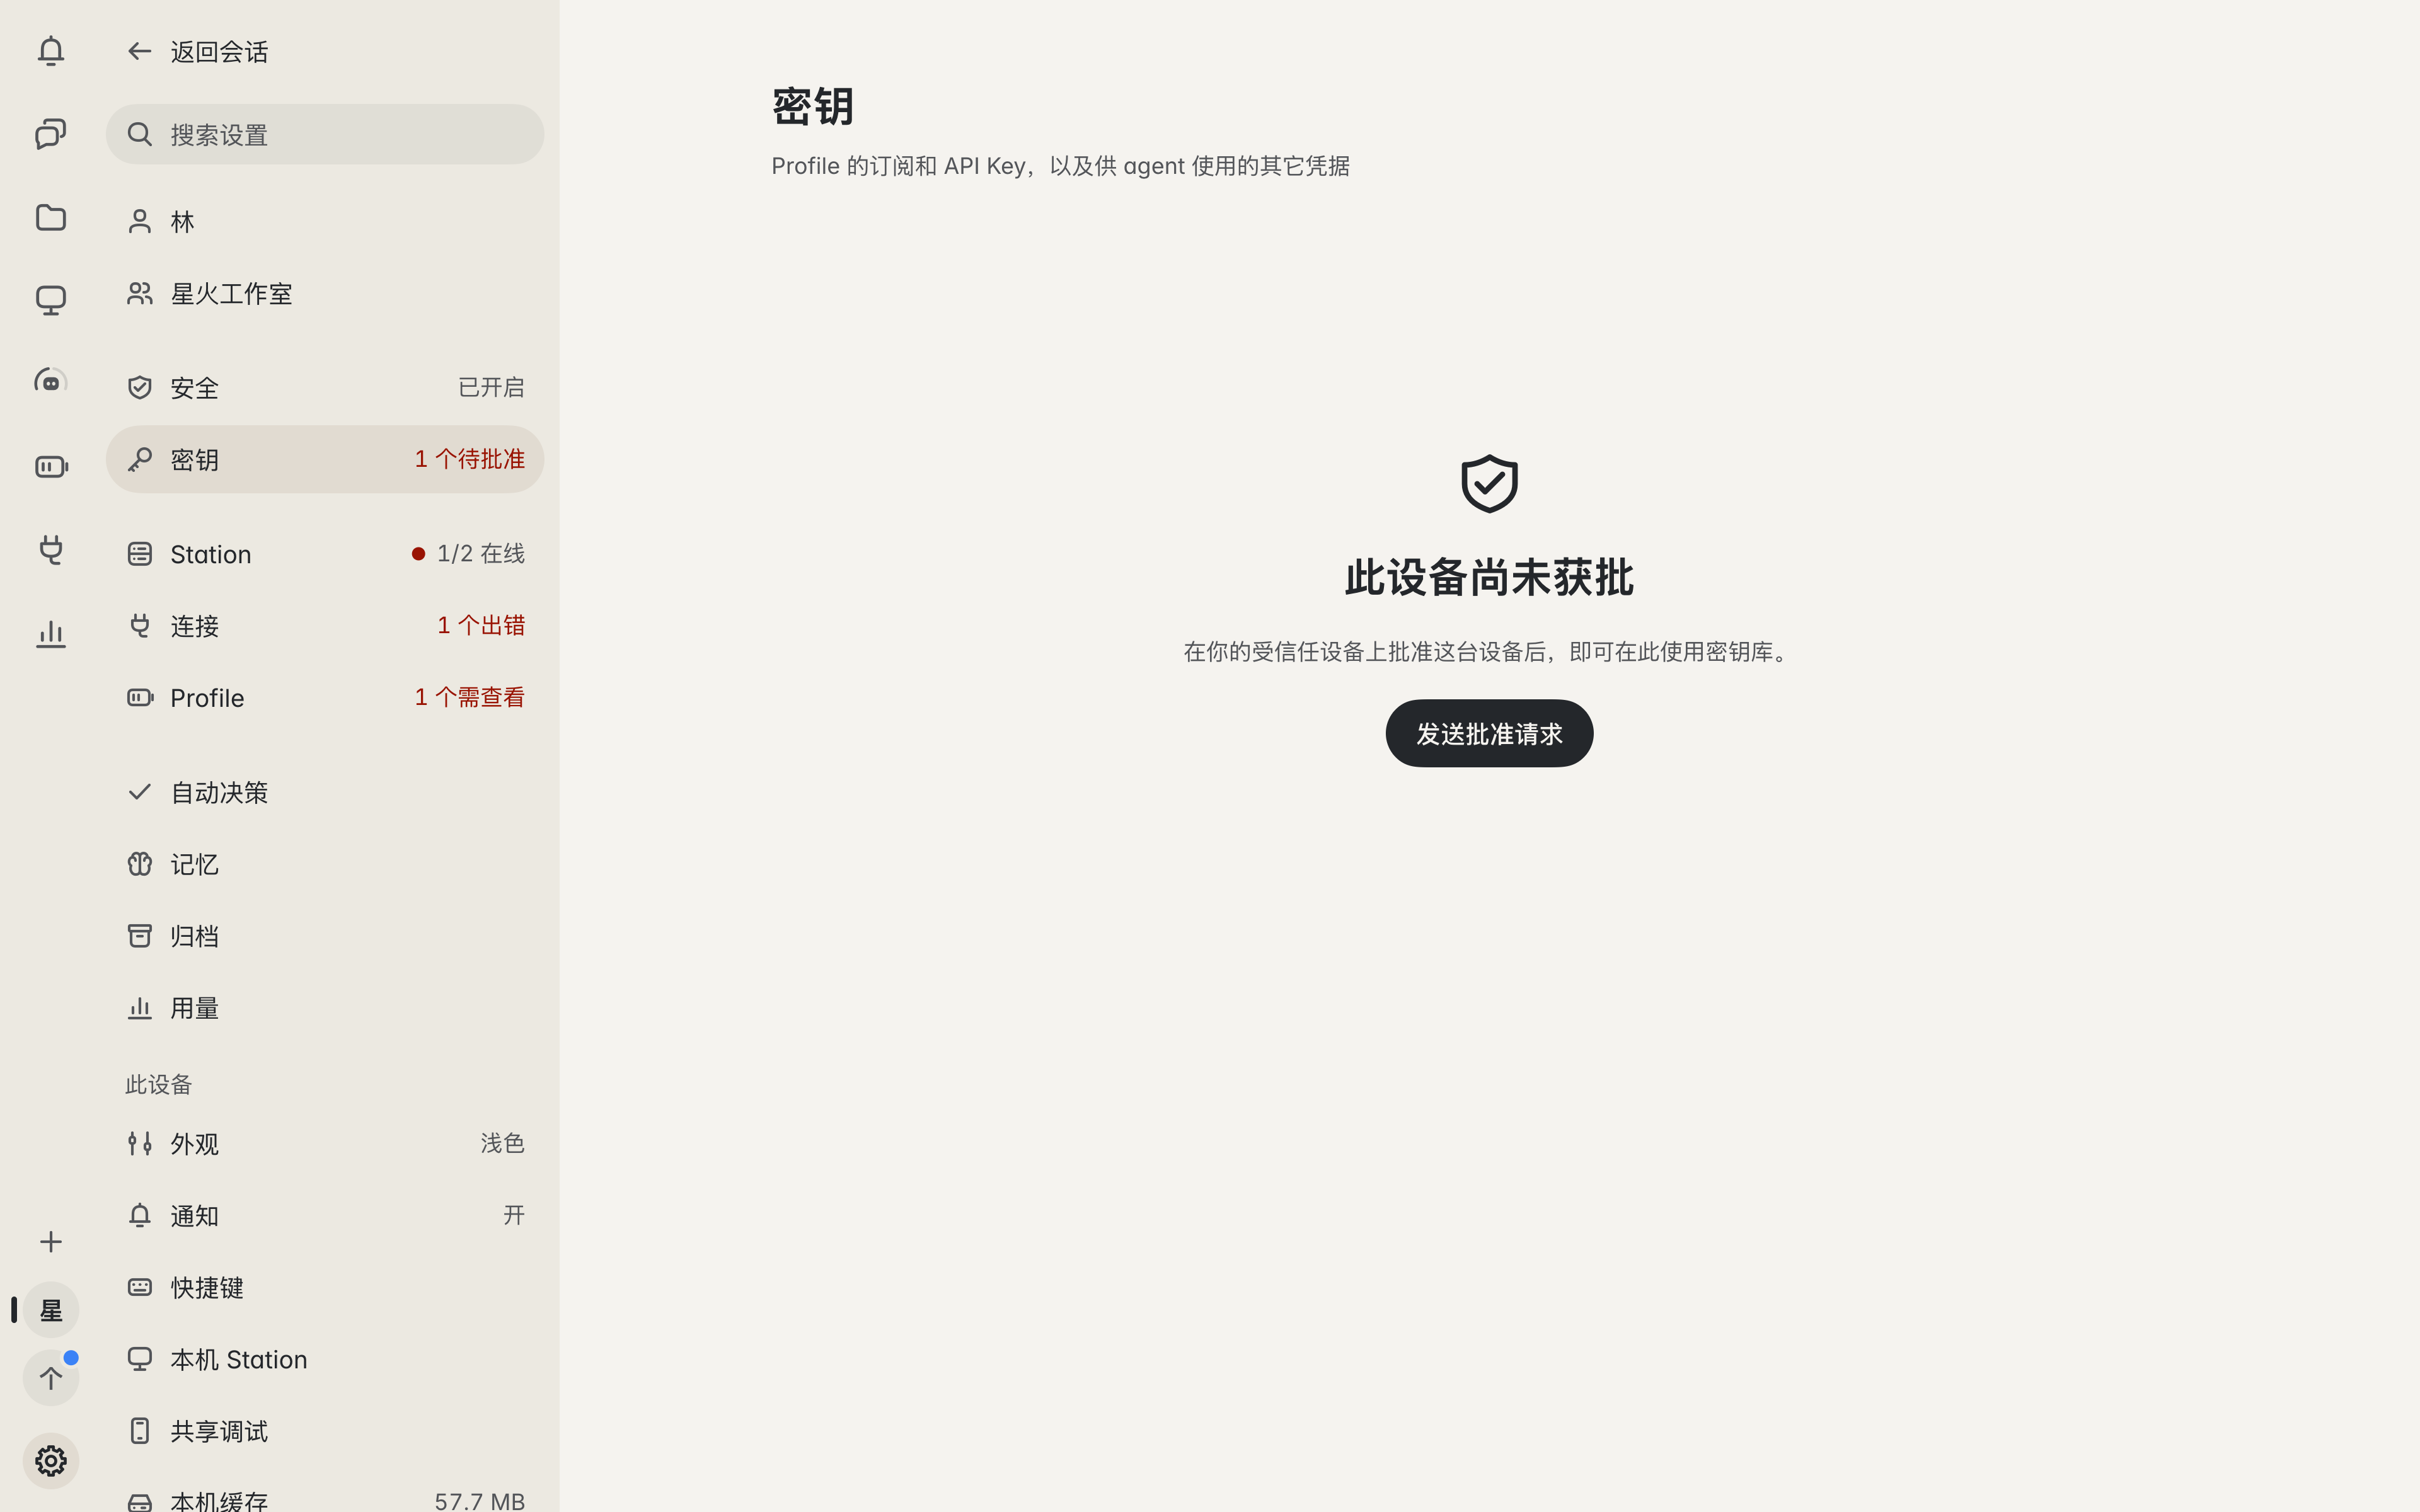 返回会话
搜索设置
林
星火工作室
安全 已开启
密钥 1 个待批准
Station 1/2 在线
连接 1 个出错
Profile 1 个需查看
自动决策
记忆
归档
用量
此设备
外观 浅色
通知 开
快捷键
本机 Station
共享调试
本机缓存 57.7 MB
星
个
密钥
Profile 的订阅和 API Key，以及供 agent 使用的其它凭据
此设备尚未获批
在你的受信任设备上批准这台设备后，即可在此使用密钥库。
发送批准请求